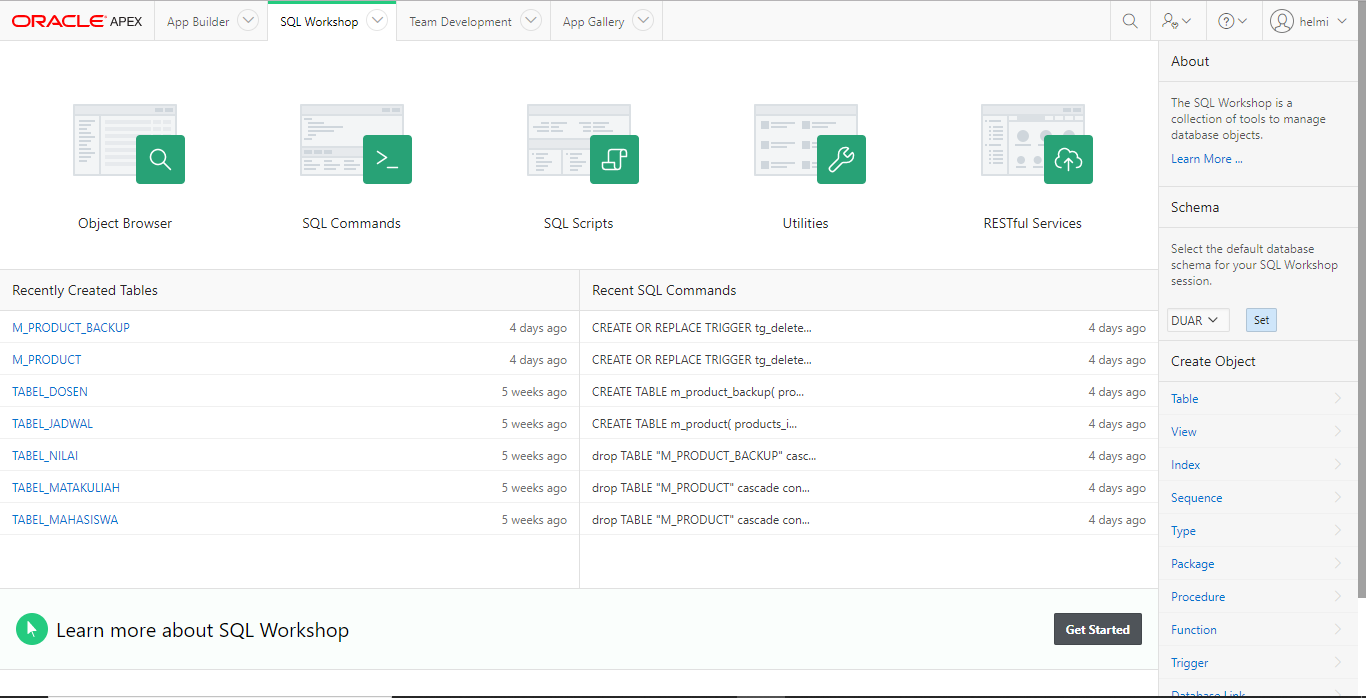 ORACLE APEX App Builder SQL Workshop Team Development App Gallery helmi
Object Browser
SQL Commands
SQL Scripts
Utilities
RESTful Services
Recently Created Tables
M_PRODUCT_BACKUP 4 days ago
M_PRODUCT 4 days ago
TABEL_DOSEN 5 weeks ago
TABEL_JADWAL 5 weeks ago
TABEL_NILAI 5 weeks ago
TABEL_MATAKULIAH 5 weeks ago
TABEL_MAHASISWA 5 weeks ago
Recent SQL Commands
CREATE OR REPLACE TRIGGER tg_delete... 4 days ago
CREATE OR REPLACE TRIGGER tg_delete... 4 days ago
CREATE TABLE m_product_backup( pro... 4 days ago
CREATE TABLE m_product( products_i... 4 days ago
drop TABLE "M_PRODUCT_BACKUP" casc... 4 days ago
drop TABLE "M_PRODUCT" cascade con... 4 days ago
drop TABLE "M_PRODUCT" cascade con... 4 days ago
Learn more about SQL Workshop
Get Started
About
The SQL Workshop is a
collection of tools to manage
database objects.
Learn More ...
Schema
Select the default database
schema for your SQL Workshop
session.
DUAR Set
Create Object
Table
View
Index
Sequence
Type
Package
Procedure
Function
Trigger
Database Link